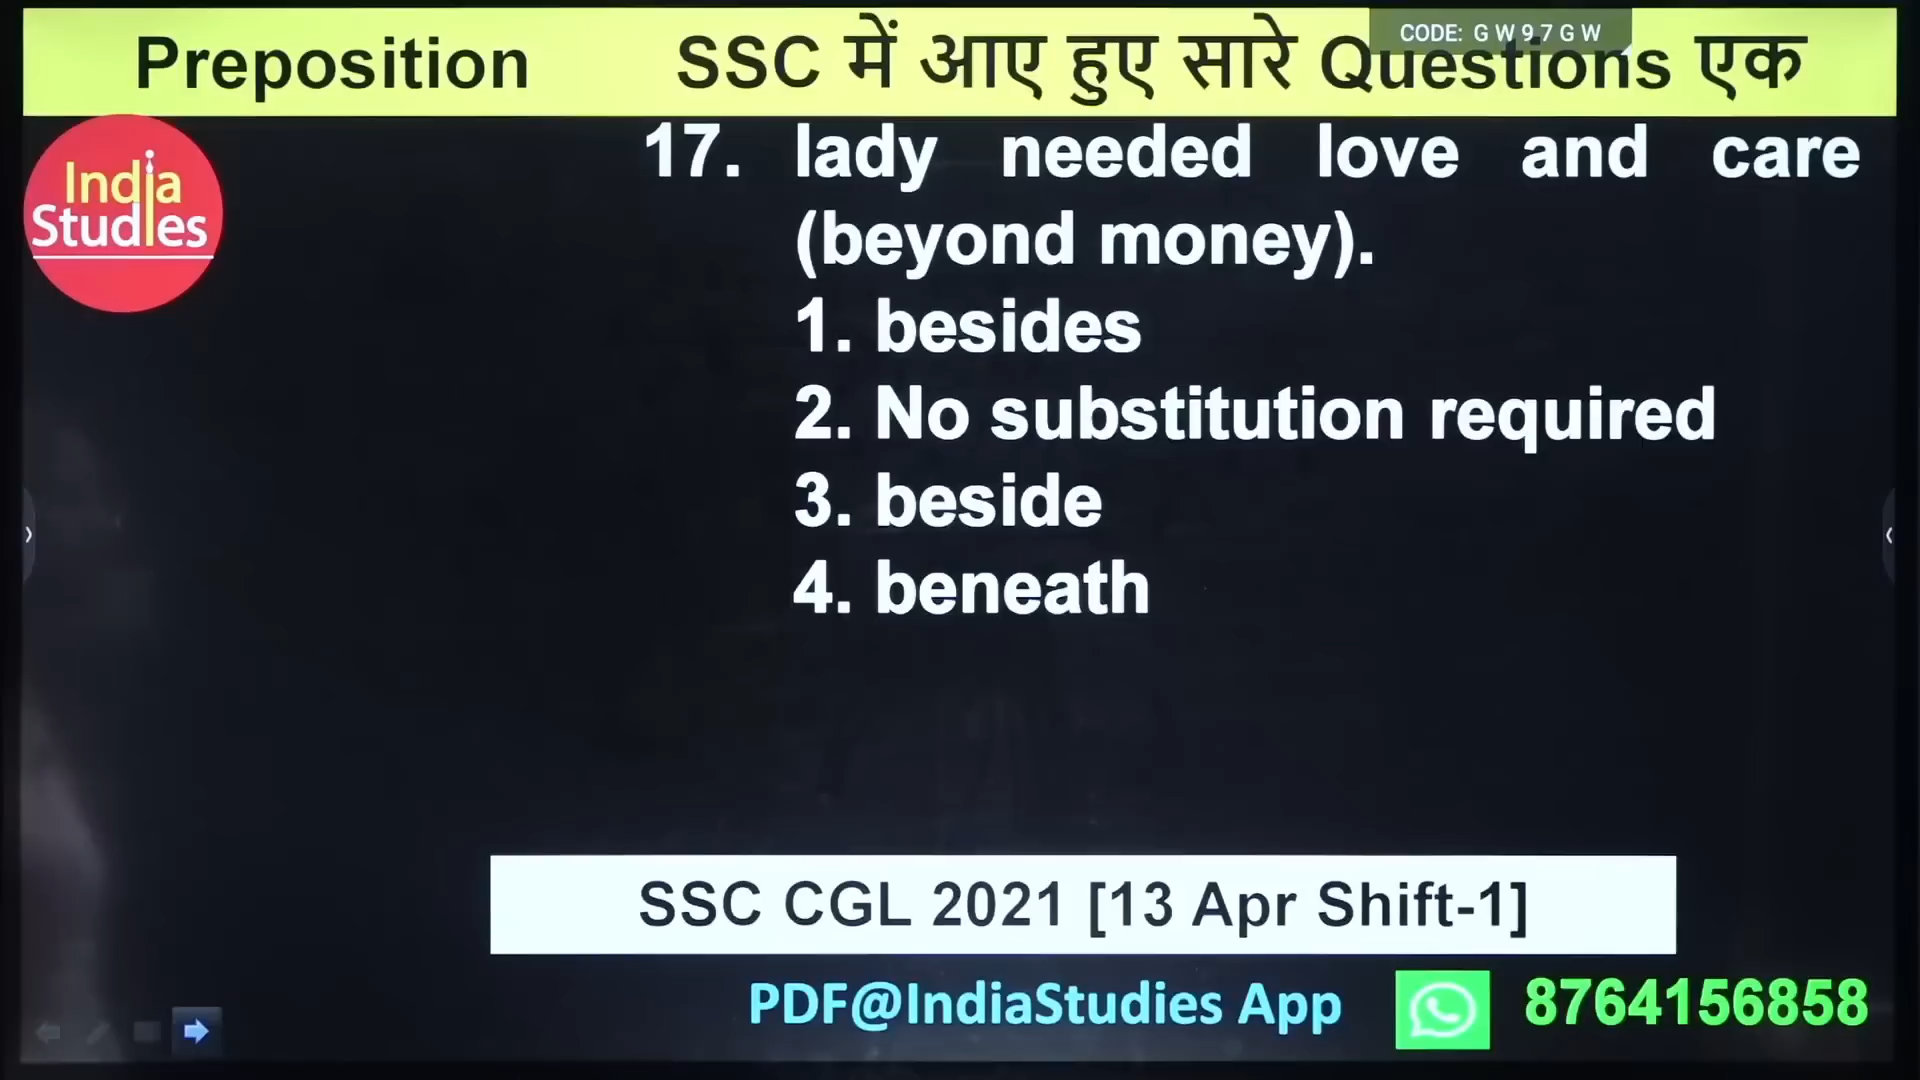 Preposition SSC में आए हुए सारे Questions एक
CODE: G W 9 7 G W
India
Studies
17. lady needed love and care
(beyond money).
1. besides
2. No substitution required
3. beside
4. beneath
SSC CGL 2021 [13 Apr Shift-1]
PDF@IndiaStudies App 8764156858